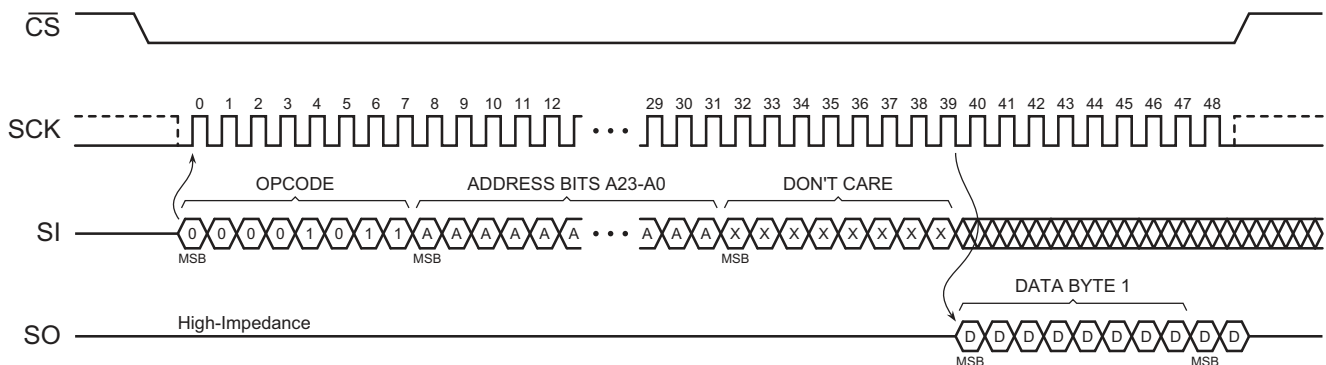 CS
0 1 2 3 4 5 6 7 8 9 10 11 12 29 30 31 32 33 34 35 36 37 38 39 40 41 42 43 44 45 46 47 48
SCK
OPCODE ADDRESS BITS A23-A0 DON'T CARE
SI 0 0 0 0 1 0 1 1 A A A A A A A A A X X X X X X X X
MSB MSB MSB
DATA BYTE 1
High-Impedance
SO D D D D D D D D D D
MSB MSB